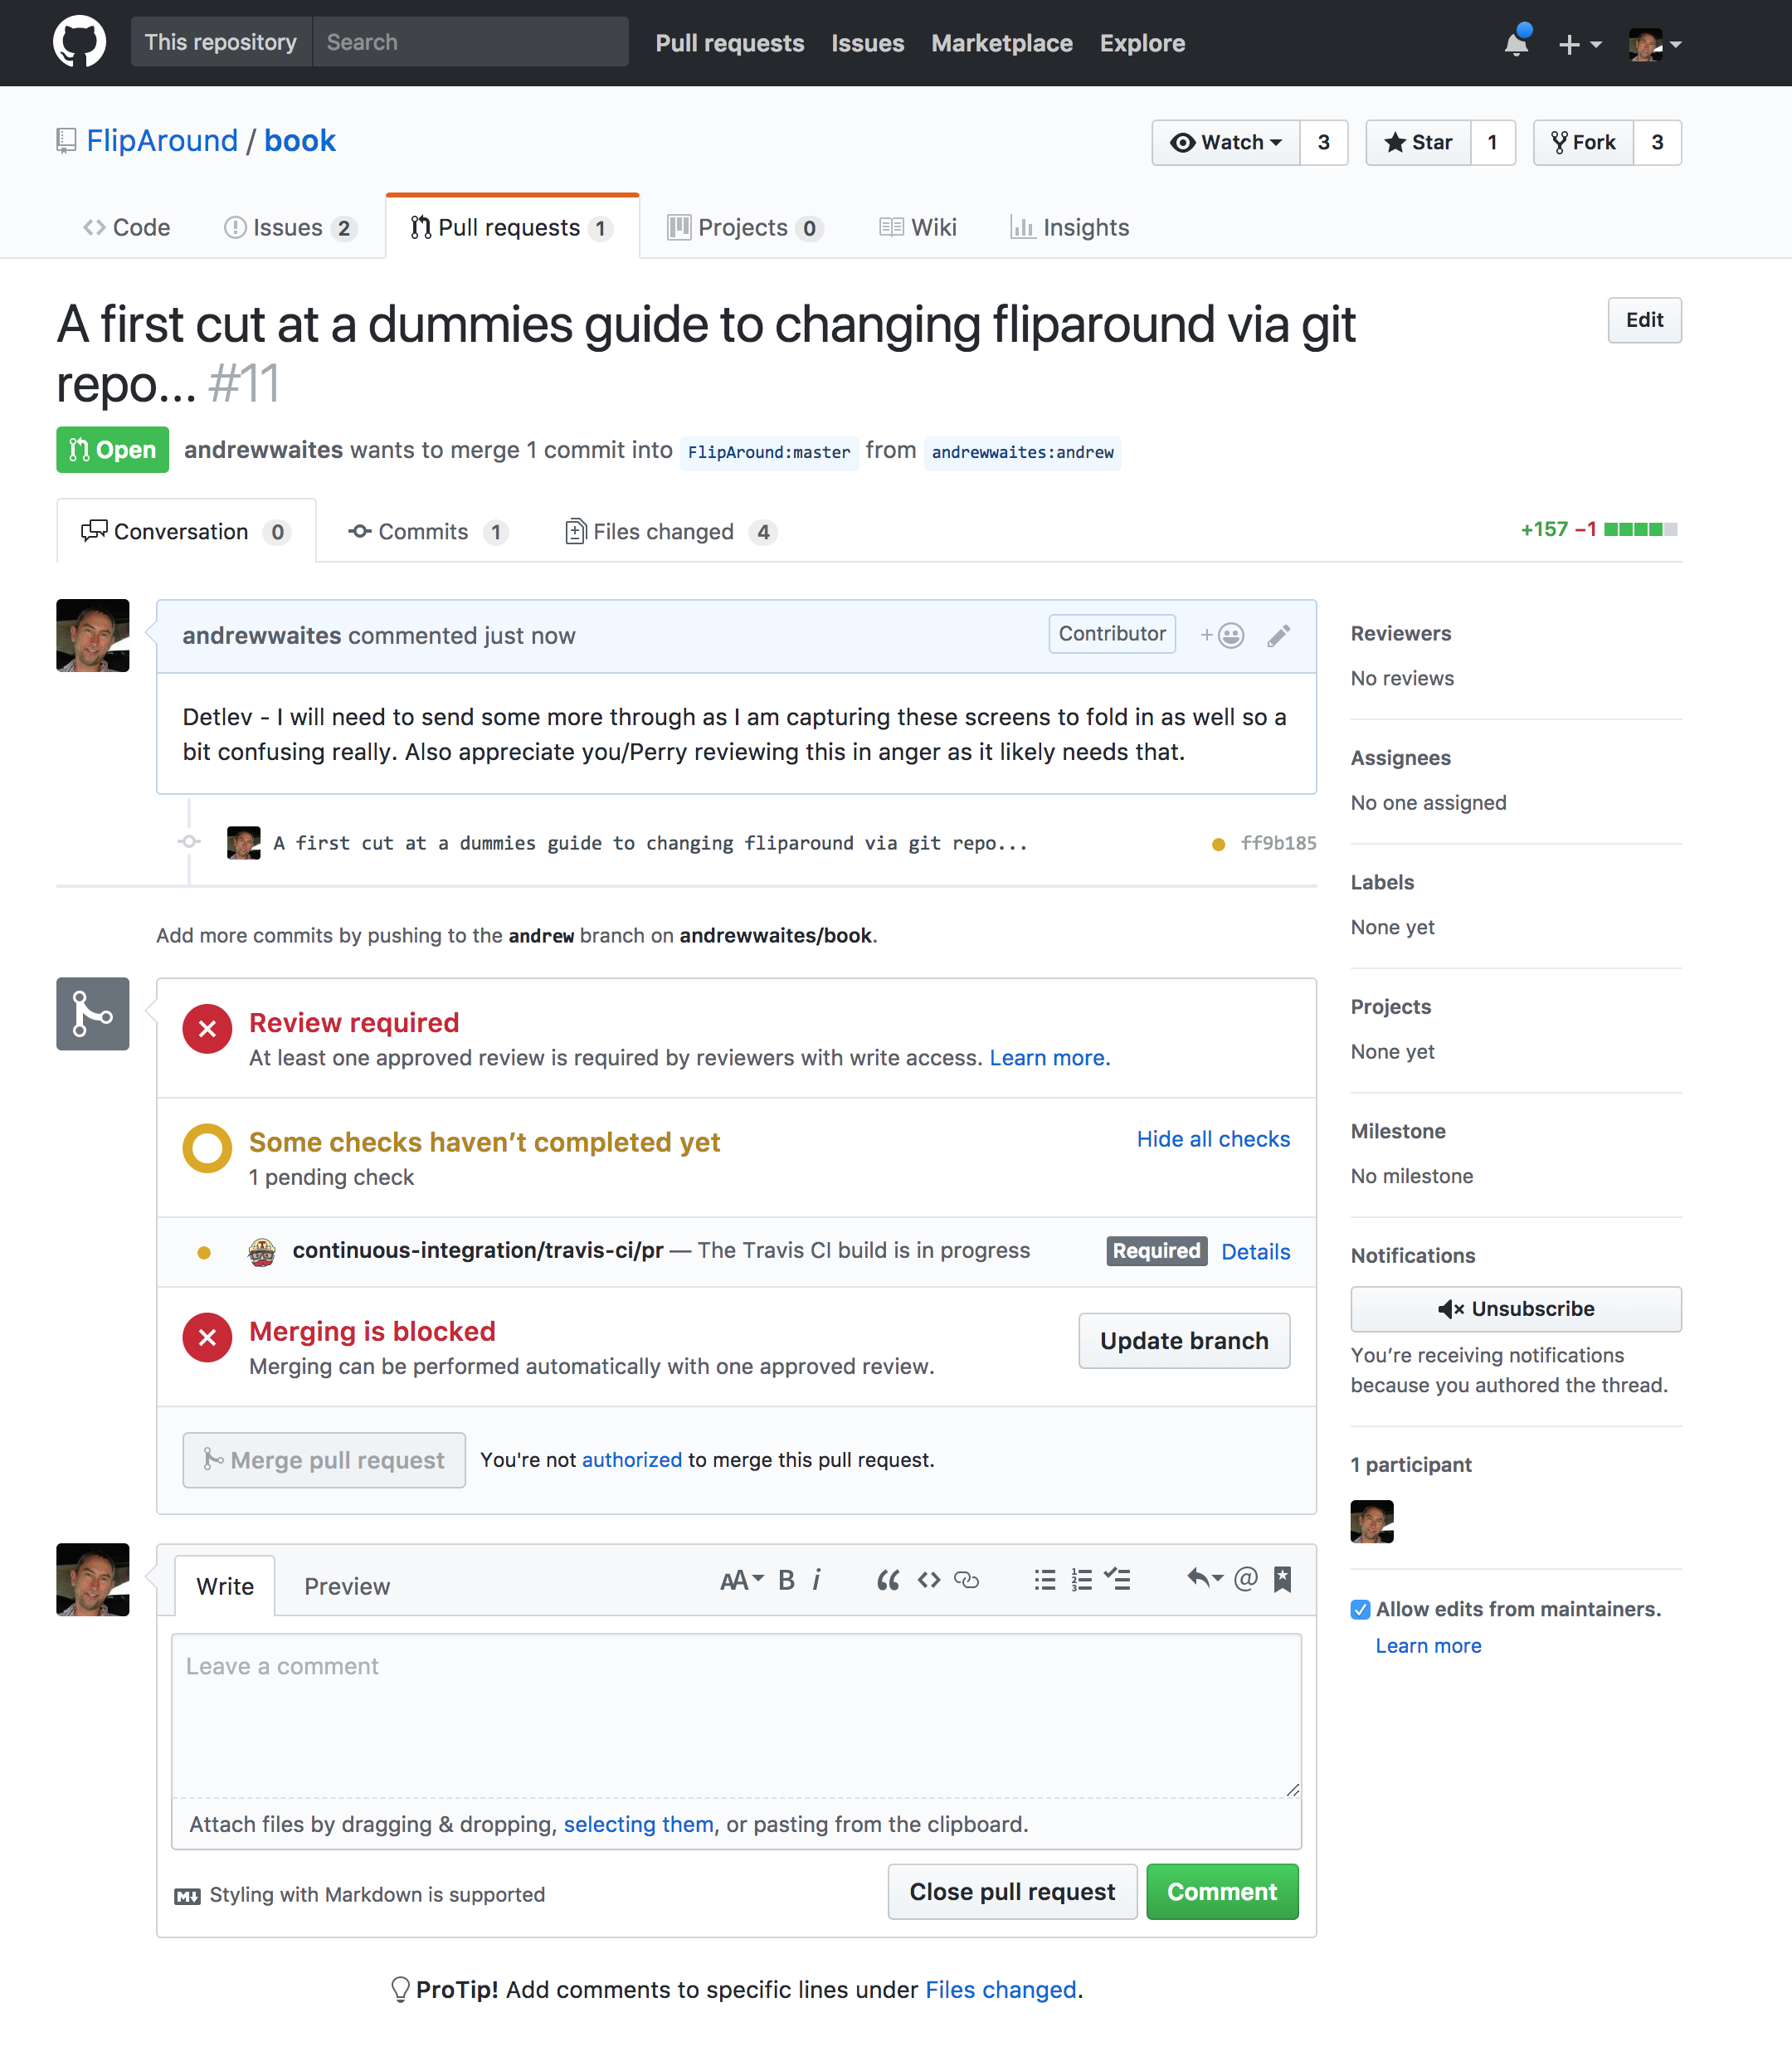 This repository Search Pull requests Issues Marketplace Explore
FlipAround / book Watch 3 Star 1 Fork 3
Code Issues 2 Pull requests 1 Projects 0 Wiki Insights
A first cut at a dummies guide to changing fliparound via git
repo... #11
Edit
Open andrewwaites wants to merge 1 commit into FlipAround:master from andrewwaites:andrew
Conversation 0 Commits 1 Files changed 4 +157 −1
andrewwaites commented just now Contributor
Detlev - I will need to send some more through as I am capturing these screens to fold in as well so a
bit confusing really. Also appreciate you/Perry reviewing this in anger as it likely needs that.
A first cut at a dummies guide to changing fliparound via git repo... ff9b185
Add more commits by pushing to the andrew branch on andrewwaites/book.
Review required
At least one approved review is required by reviewers with write access. Learn more.
Some checks haven’t completed yet Hide all checks
1 pending check
continuous-integration/travis-ci/pr — The Travis CI build is in progress Required Details
Merging is blocked
Merging can be performed automatically with one approved review.
Update branch
Merge pull request You're not authorized to merge this pull request.
Write Preview AA B i
Leave a comment
Attach files by dragging & dropping, selecting them, or pasting from the clipboard.
Styling with Markdown is supported
Close pull request Comment
ProTip! Add comments to specific lines under Files changed.
Reviewers
No reviews
Assignees
No one assigned
Labels
None yet
Projects
None yet
Milestone
No milestone
Notifications
Unsubscribe
You’re receiving notifications
because you authored the thread.
1 participant
Allow edits from maintainers.
Learn more